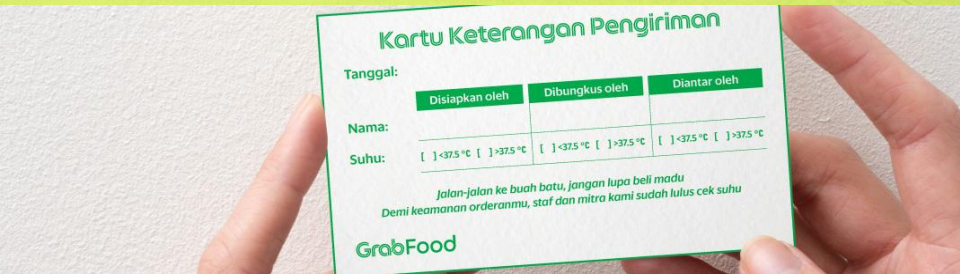 Kartu Keterangan Pengiriman
Tanggal:
Disiapkan oleh Dibungkus oleh Diantar oleh
Nama:
Suhu: [ ] <37.5 °C [ ] >37.5 °C [ ] <37.5 °C [ ] >37.5 °C [ ] <37.5 °C [ ] >37.5 °C
Jalan-jalan ke buah batu, jangan lupa beli madu
Demi keamanan orderanmu, staf dan mitra kami sudah lulus cek suhu
GrabFood